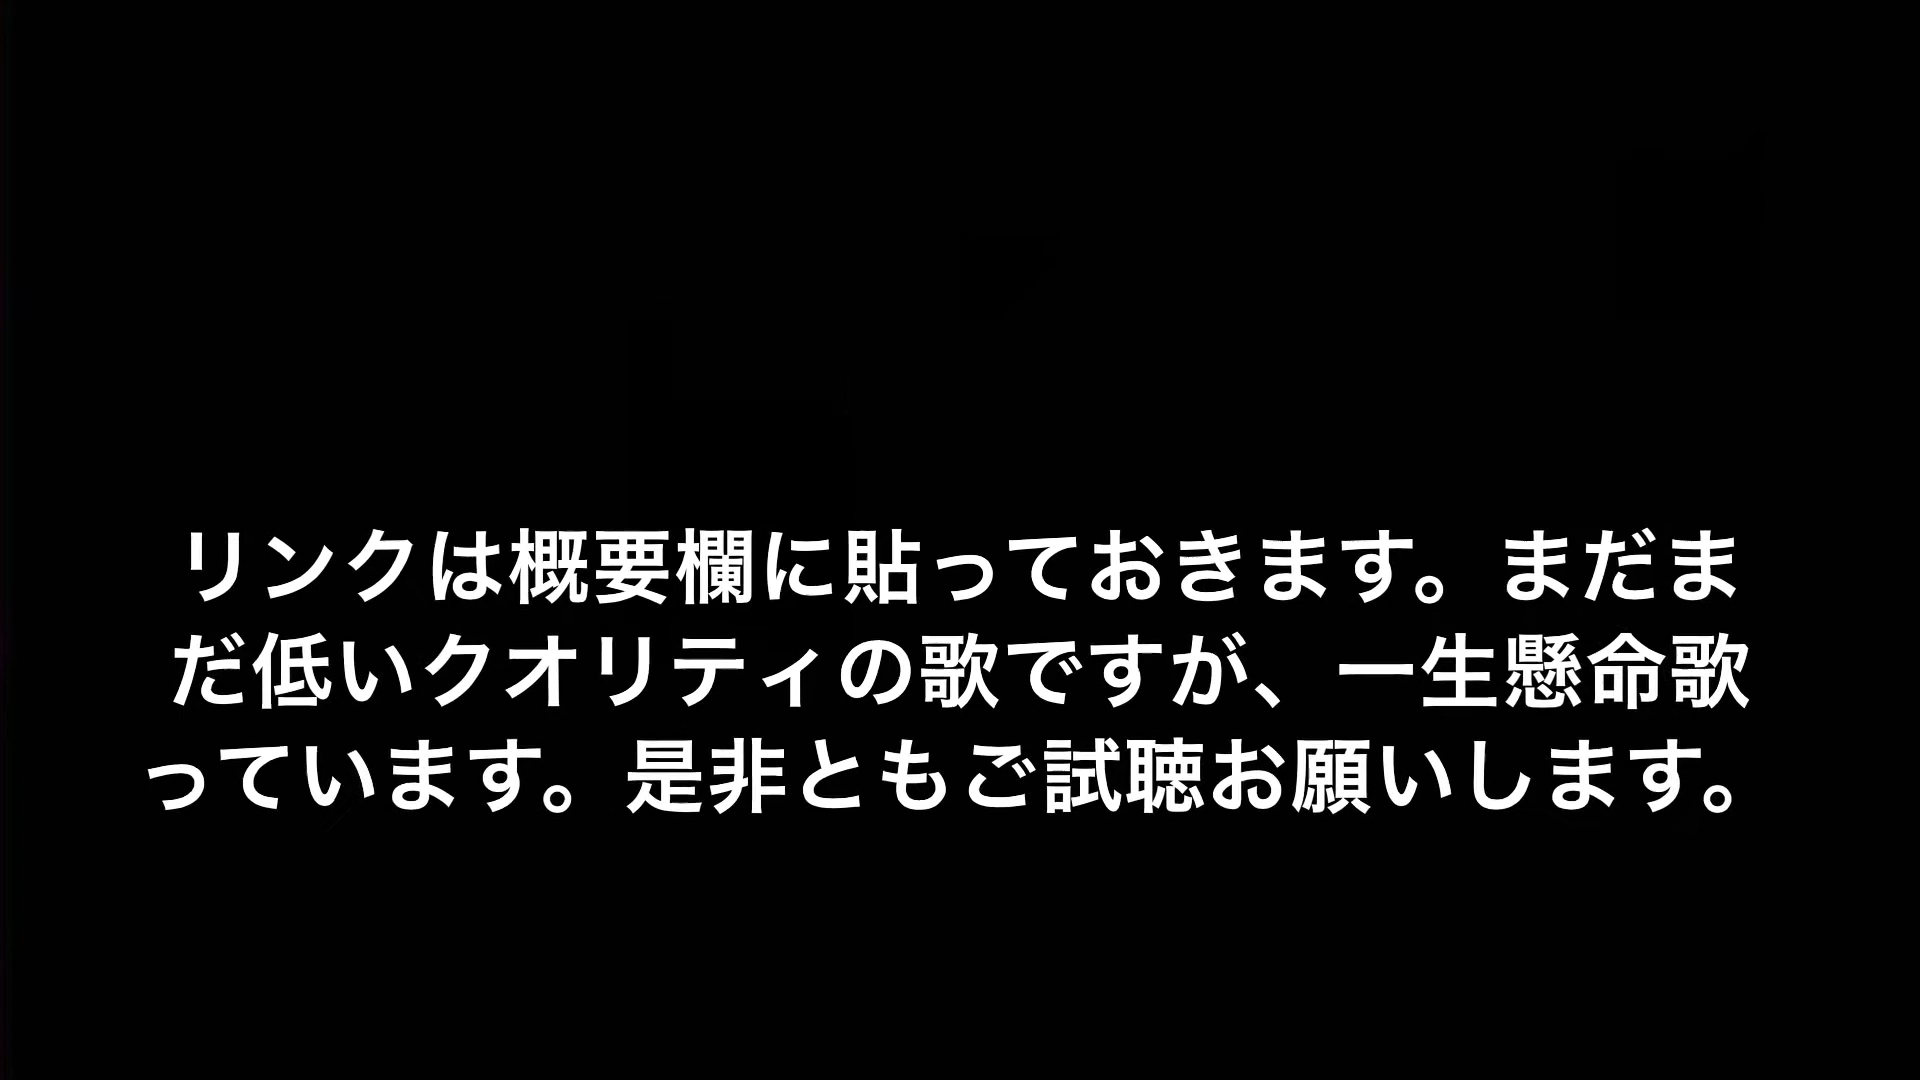 リンクは概要欄に貼っておきます。まだま
だ低いクオリティの歌ですが、一生懸命歌
っています。是非ともご試聴お願いします。